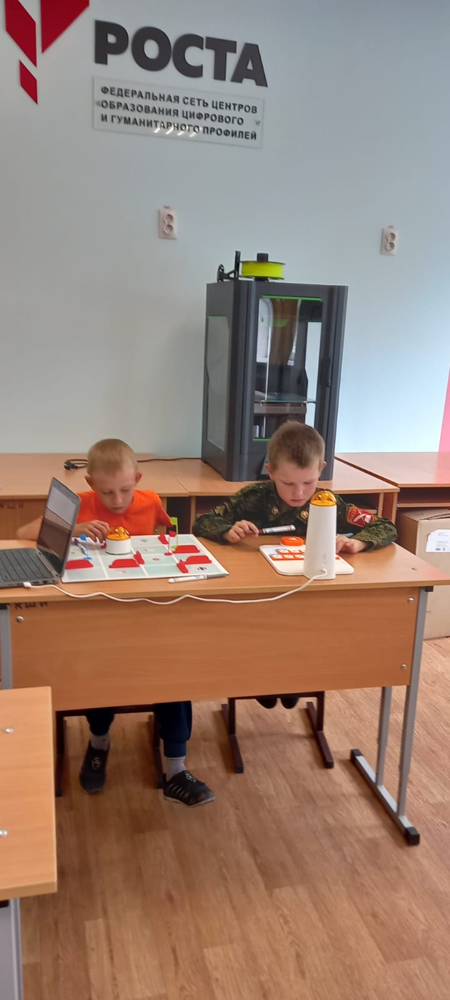 РОСТА
ФЕДЕРАЛЬНАЯ СЕТЬ ЦЕНТРОВ
ОБРАЗОВАНИЯ ЦИФРОВОГО
И ГУМАНИТАРНОГО ПРОФИЛЕЙ